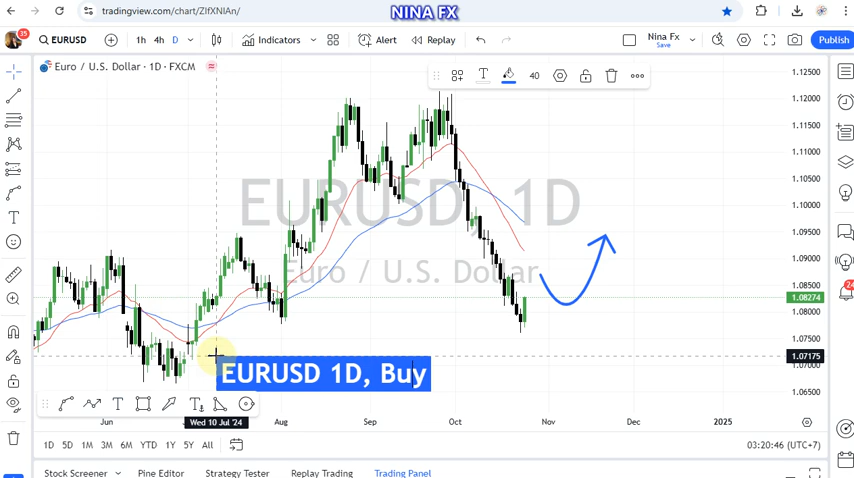 tradingview.com/chart/ZIfXNIAn/
NINA FX
35
EURUSD
1h 4h D
Indicators
Alert
Replay
Nina Fx
Save
Publish
Euro / U.S. Dollar · 1D · FXCM
T
40
1.12500
1.12000
1.11500
1.11000
1.10500
1.10000
1.09500
1.09000
1.08500
1.08274
1.08000
1.07500
1.07175
1.07000
1.06500
EURUSD, 1D
Euro / U.S. Dollar
EURUSD 1D, Buy
24
Jun
Wed 10 Jul '24
Aug
Sep
Oct
Nov
Dec
2025
1D 5D 1M 3M 6M YTD 1Y 5Y All
03:20:46 (UTC+7)
Stock Screener
Pine Editor
Strategy Tester
Replay Trading
Trading Panel